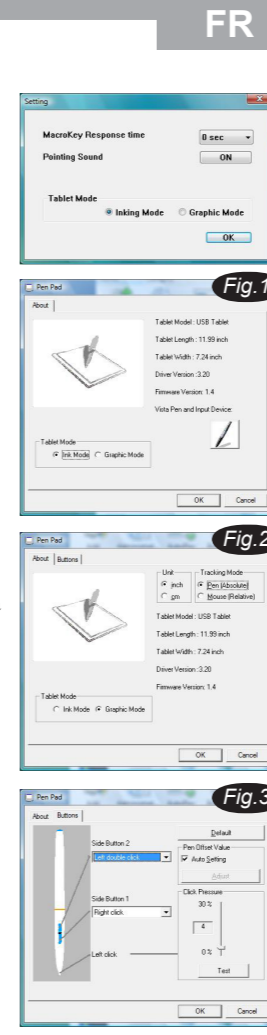 FR
Setting
MacroKey Response time
0 sec
Pointing Sound
ON
Tablet Mode
Inking Mode
Graphic Mode
OK
Fig.1
Pen Pad
About
Tablet Model : USB Tablet
Tablet Length : 11.99 inch
Tablet Width : 7.24 inch
Driver Version :3.20
Firmware Version: 1.4
Vista Pen and Input Device:
Tablet Mode
Ink Mode
Graphic Mode
OK
Cancel
Fig.2
Pen Pad
About
Buttons
Unit
Tracking Mode
inch
Pen (Absolute)
cm
Mouse (Relative)
Tablet Model : USB Tablet
Tablet Length : 11.99 inch
Tablet Width : 7.24 inch
Driver Version :3.20
Firmware Version: 1.4
Tablet Mode
Ink Mode
Graphic Mode
OK
Cancel
Fig.3
Pen Pad
About
Buttons
Default
Side Button 2
Left double click
Pen Offset Value
Auto Setting
Adjust
Side Button 1
Right click
Click Pressure
30 %
4
0 %
Left click
Test
OK
Cancel